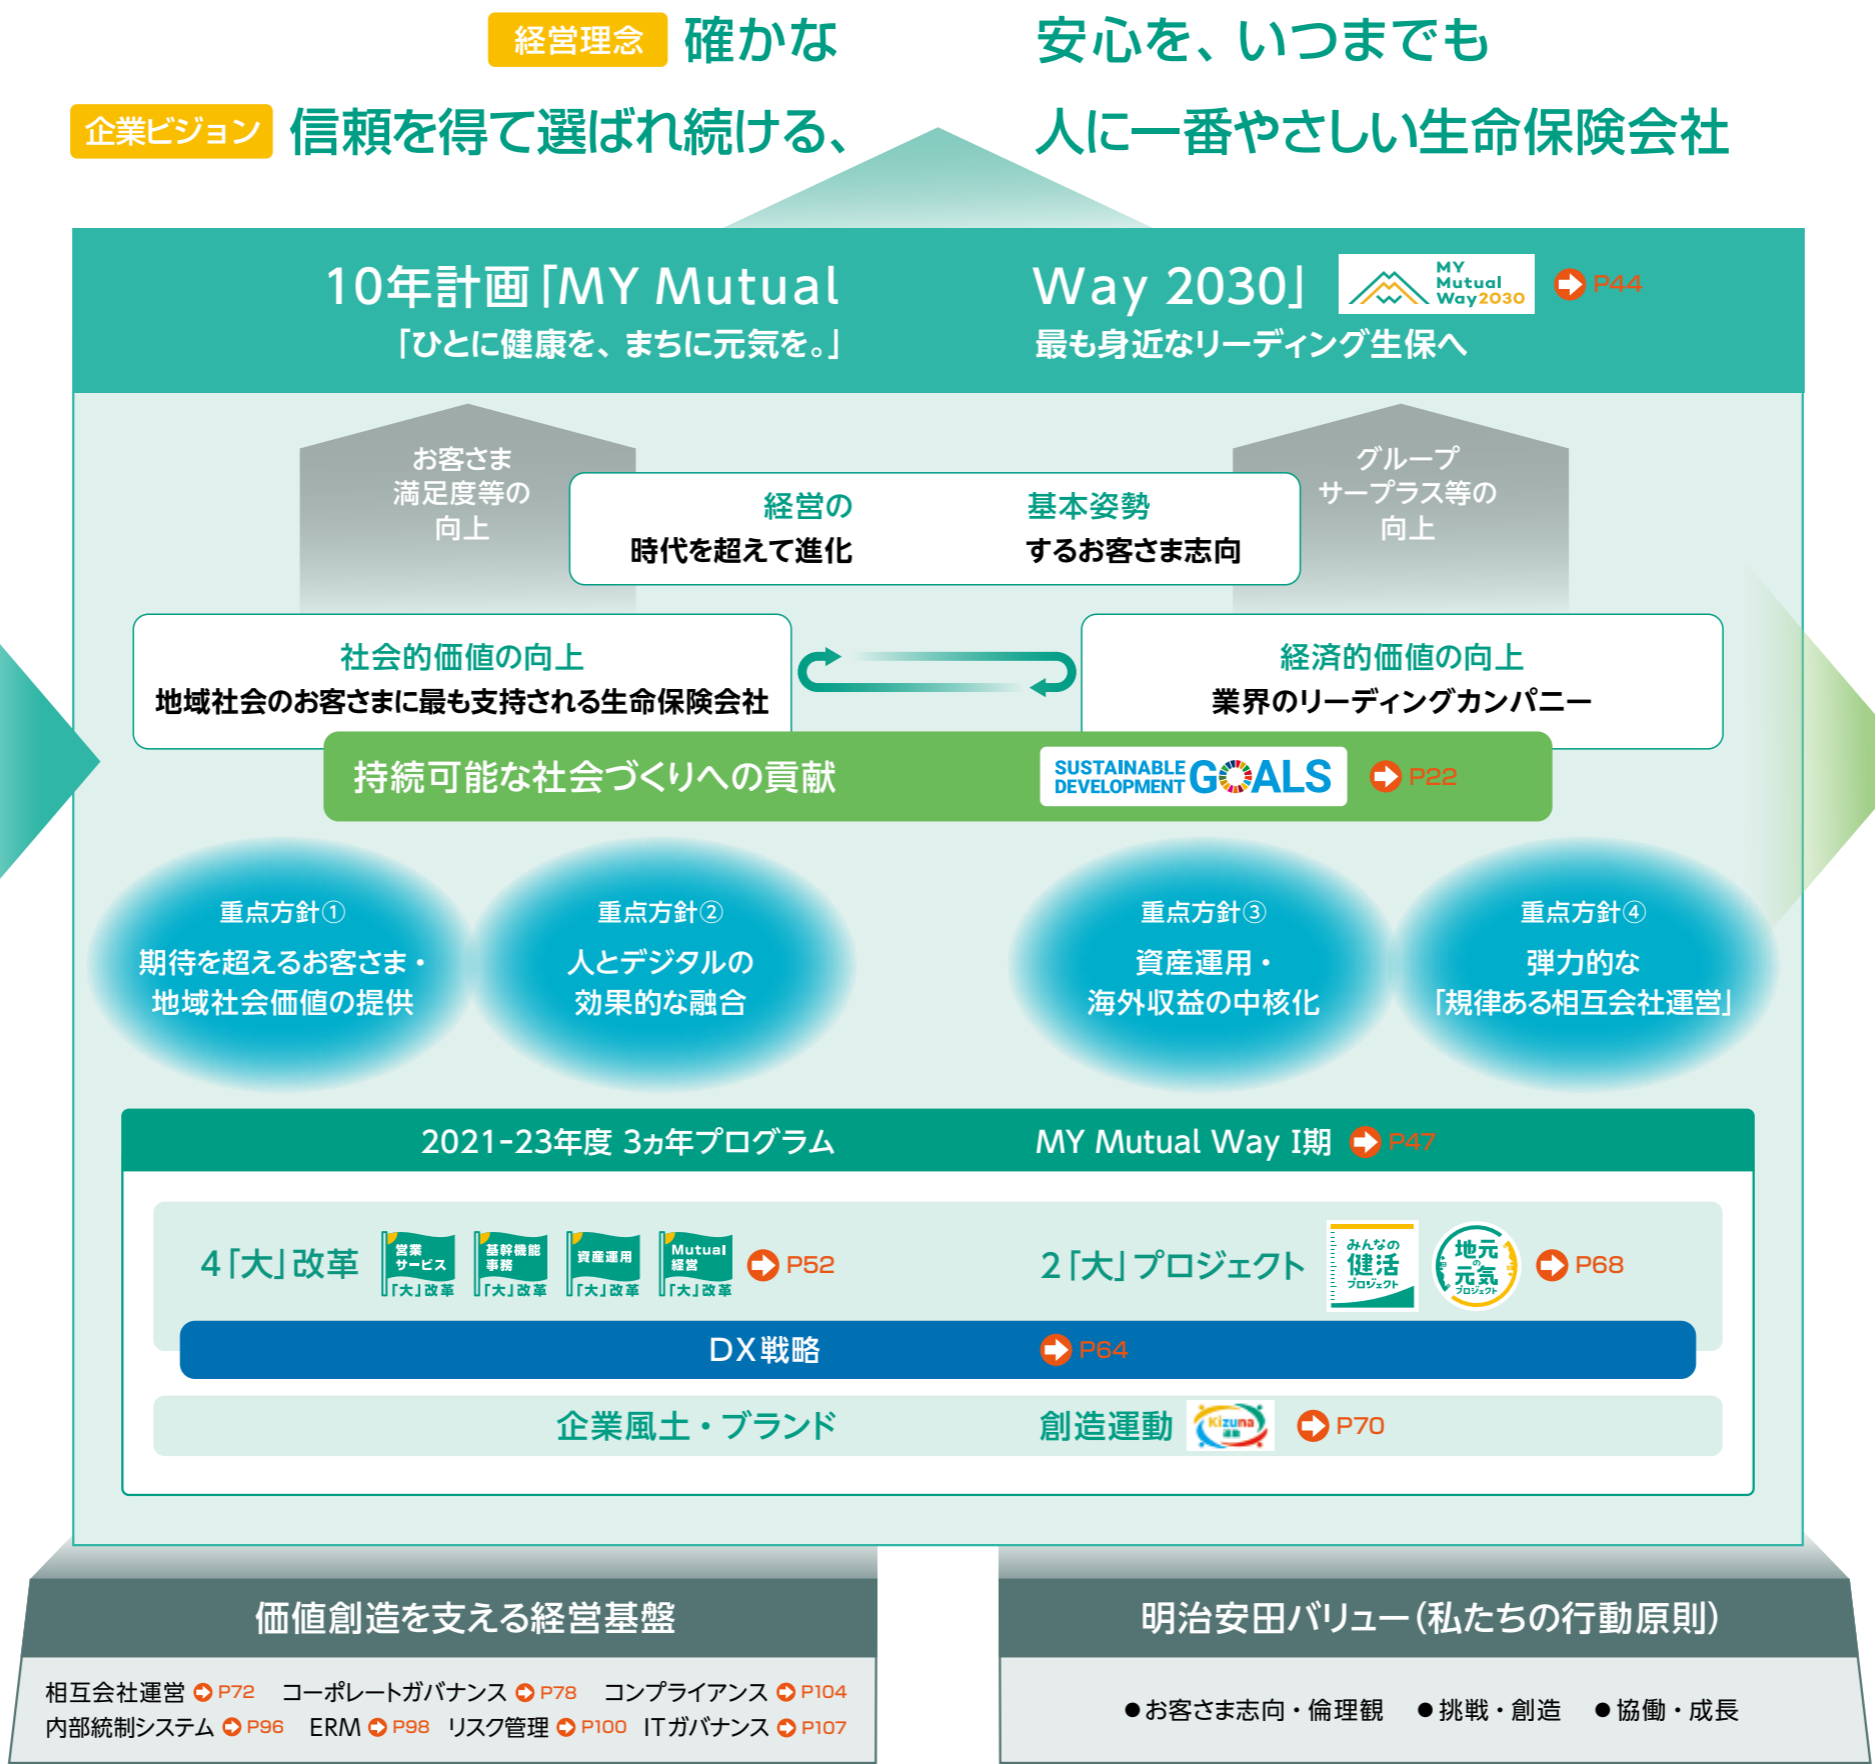 経営理念 確かな安心を、いつまでも
企業ビジョン 信頼を得て選ばれ続ける、人に一番やさしい生命保険会社
10年計画「MY Mutual Way 2030」 MY Mutual Way2030 P44
「ひとに健康を、まちに元気を。」最も身近なリーディング生保へ
お客さま
満足度等の
向上
グループ
サープラス等の
向上
経営の基本姿勢
時代を超えて進化するお客さま志向
社会的価値の向上
地域社会のお客さまに最も支持される生命保険会社
経済的価値の向上
業界のリーディングカンパニー
持続可能な社会づくりへの貢献 SUSTAINABLE DEVELOPMENT GOALS P22
重点方針①
期待を超えるお客さま・
地域社会価値の提供
重点方針②
人とデジタルの
効果的な融合
重点方針③
資産運用・
海外収益の中核化
重点方針④
弾力的な
「規律ある相互会社運営」
2021-23年度 3ヵ年プログラム MY Mutual Way Ⅰ期 P47
4「大」改革
営業
サービス
「大」改革
基幹機能
事務
「大」改革
資産運用
「大」改革
Mutual
経営
「大」改革
P52
2「大」プロジェクト
みんなの
健活
プロジェクト
地元
の
元気
プロジェクト
P68
DX戦略 P64
企業風土・ブランド創造運動 Kizuna 運動 P70
価値創造を支える経営基盤
相互会社運営 P72 コーポレートガバナンス P78 コンプライアンス P104
内部統制システム P96 ERM P98 リスク管理 P100 ITガバナンス P107
明治安田バリュー（私たちの行動原則）
●お客さま志向・倫理観 ●挑戦・創造 ●協働・成長